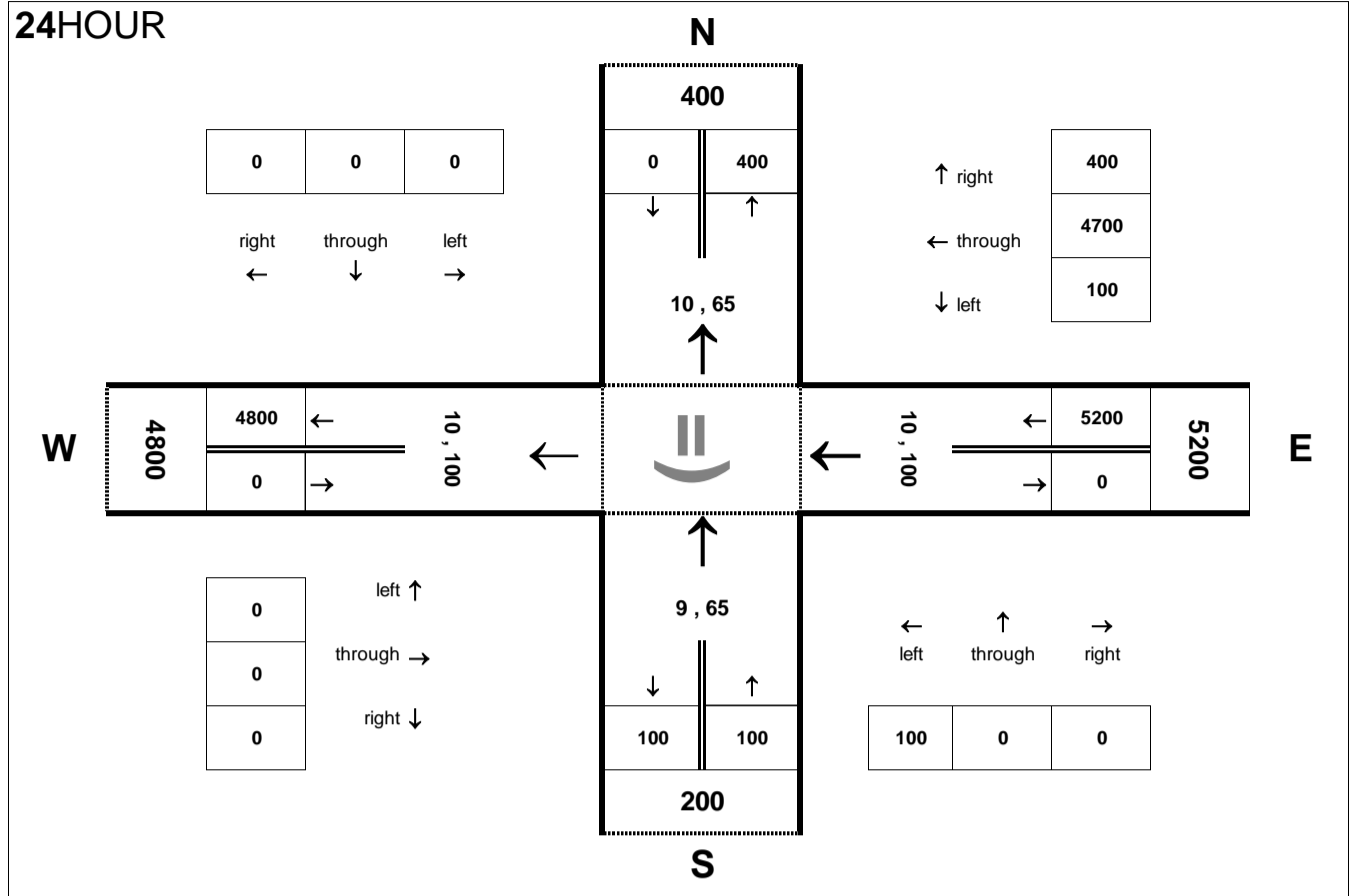 24HOUR
N
400
0 400
↓ ↑
0 0 0
right through left
← ↓ →
↑ right 400
← through 4700
↓ left 100
10 , 65
↑
W
4800
4800 ←
0 →
10 , 100
←
←
10 , 100
← 5200
→ 0
5200
E
↑
9 , 65
0 left ↑
0 through →
0 right ↓
← ↑ →
left through right
100 0 0
↓ ↑
100 100
200
S